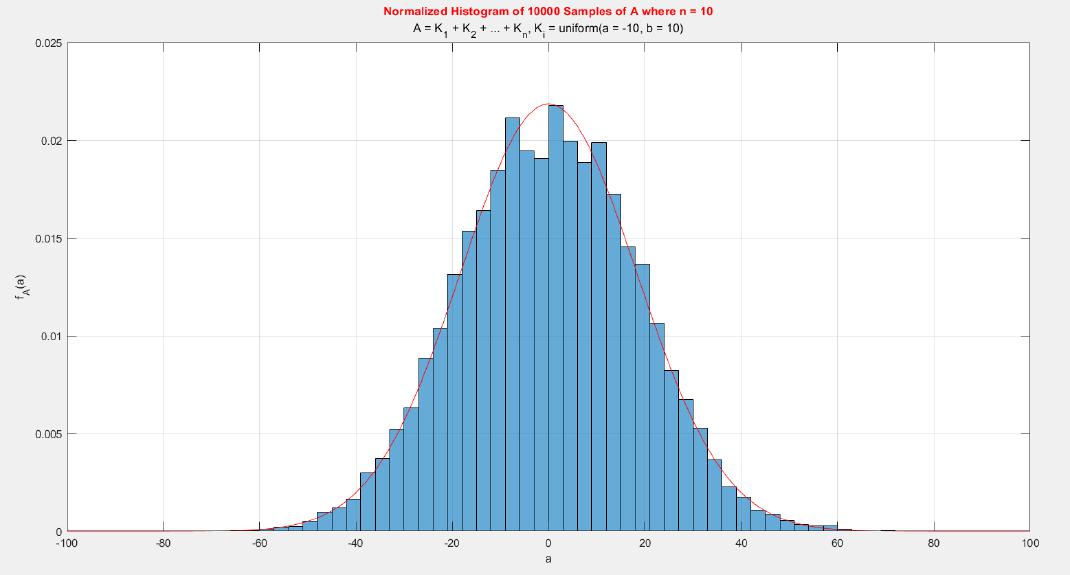 Normalized Histogram of 10000 Samples of A where n = 10
A = K1 + K2 + ... + Kn, Ki = uniform(a = -10, b = 10)
0.025
0.02
0.015
0.01
0.005
0
fA(a)
-100 -80 -60 -40 -20 0 20 40 60 80 100
a